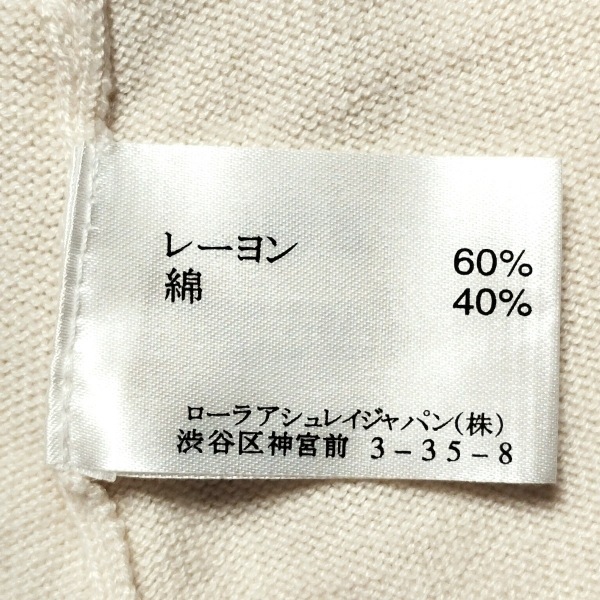 レーヨン 60%
綿 40%
ローラアシュレイジャパン(株)
渋谷区神宮前 3-35-8